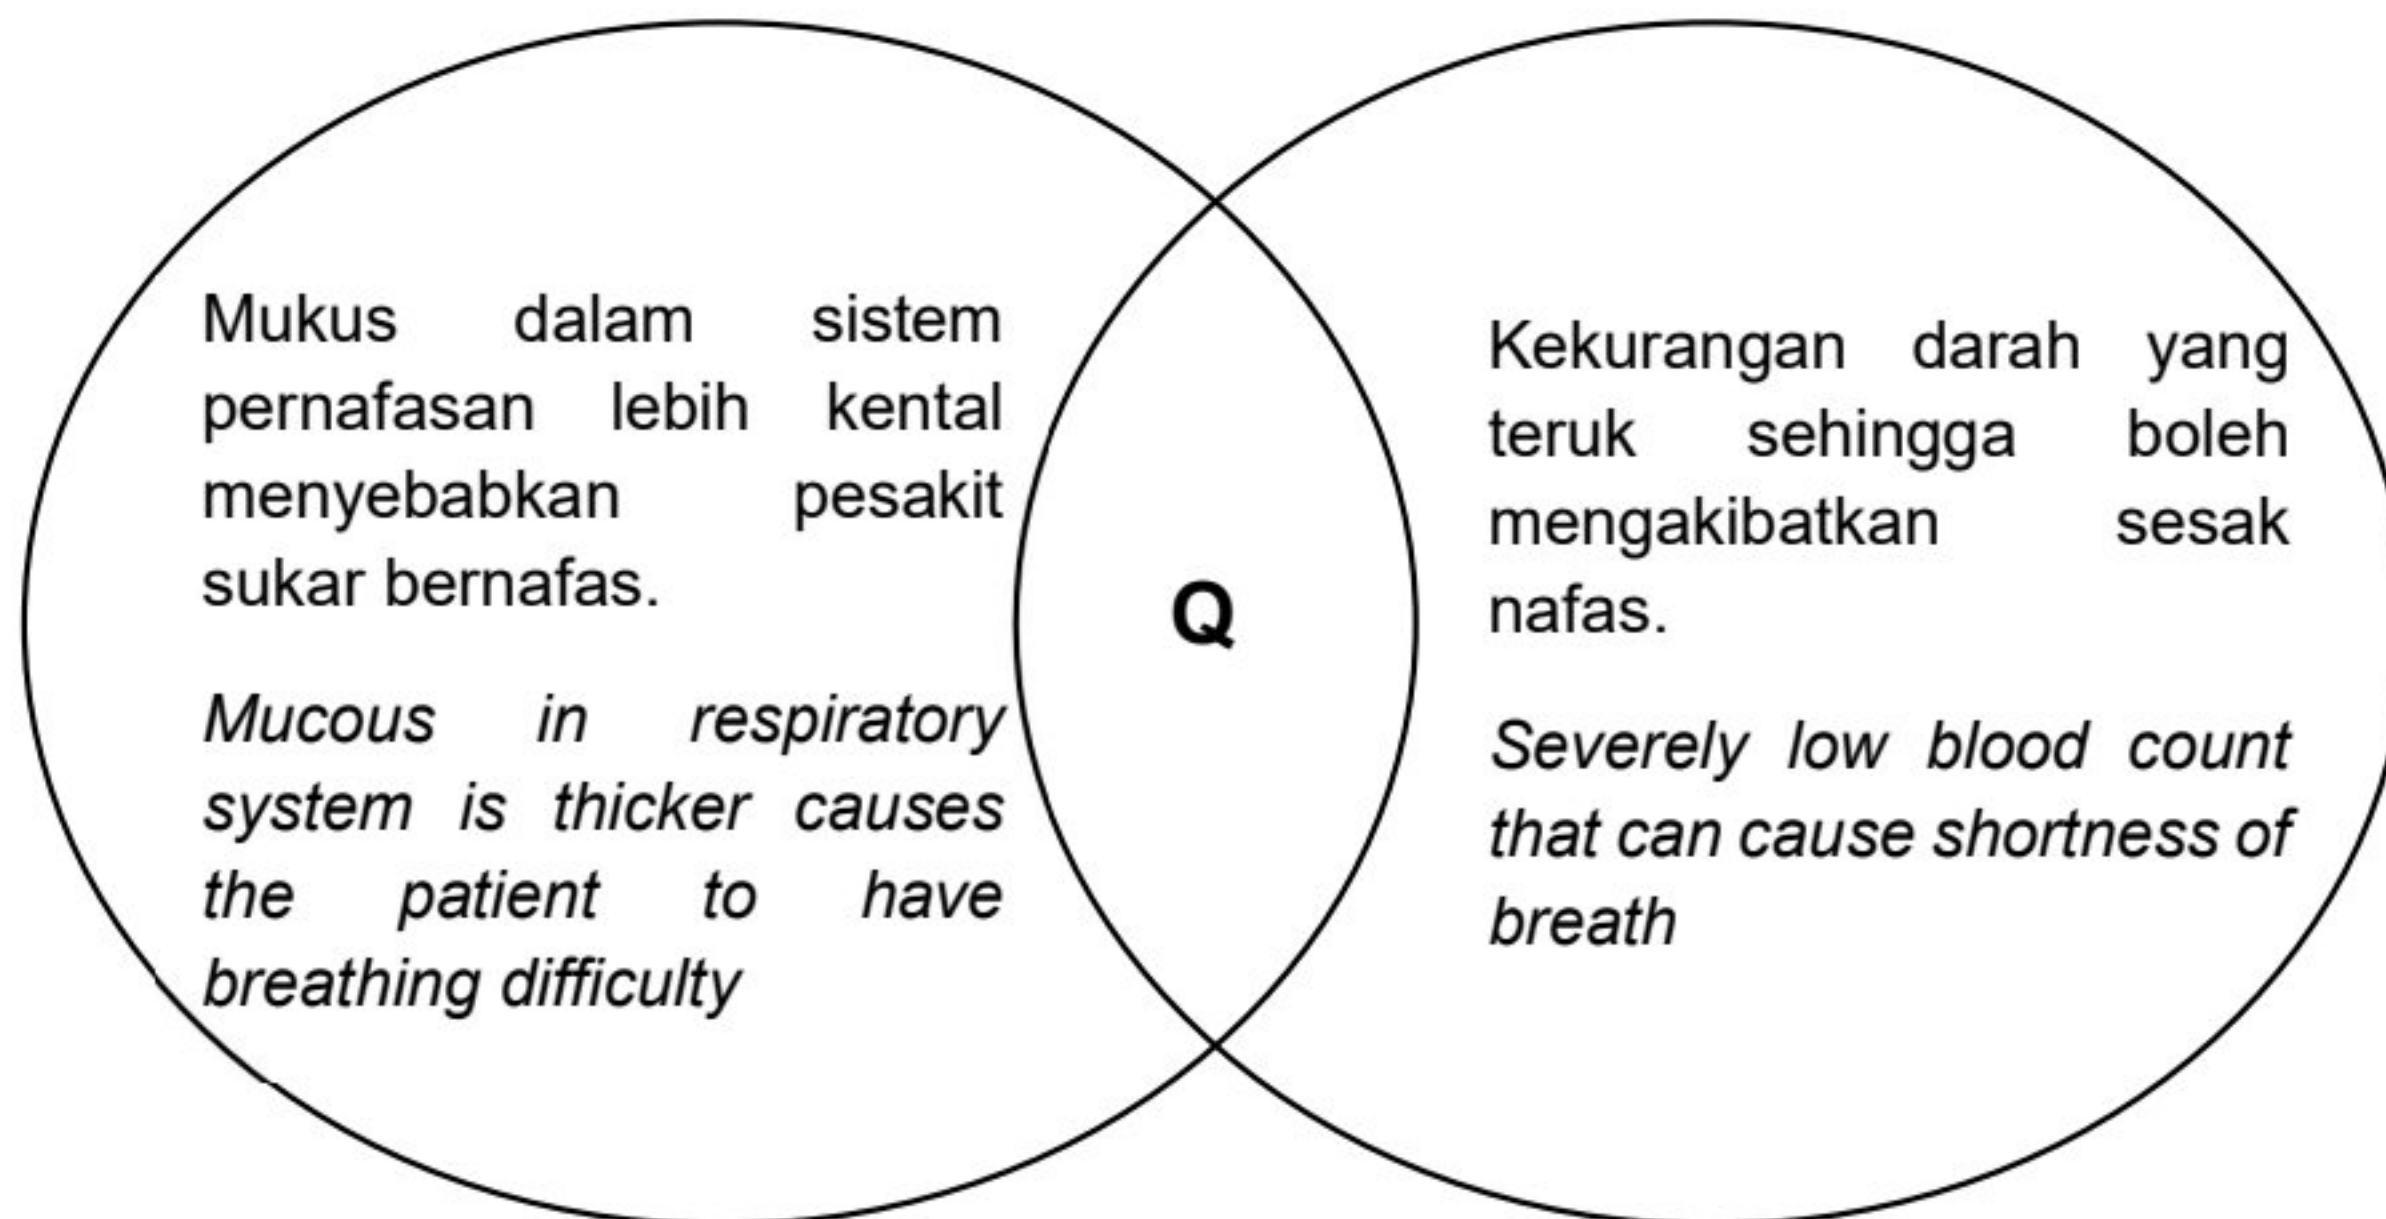 Mukus dalam sistem
pernafasan lebih kental
menyebabkan pesakit
sukar bernafas.
Mucous in respiratory
system is thicker causes
the patient to have
breathing difficulty
Q
Kekurangan darah yang
teruk sehingga boleh
mengakibatkan sesak
nafas.
Severely low blood count
that can cause shortness of
breath